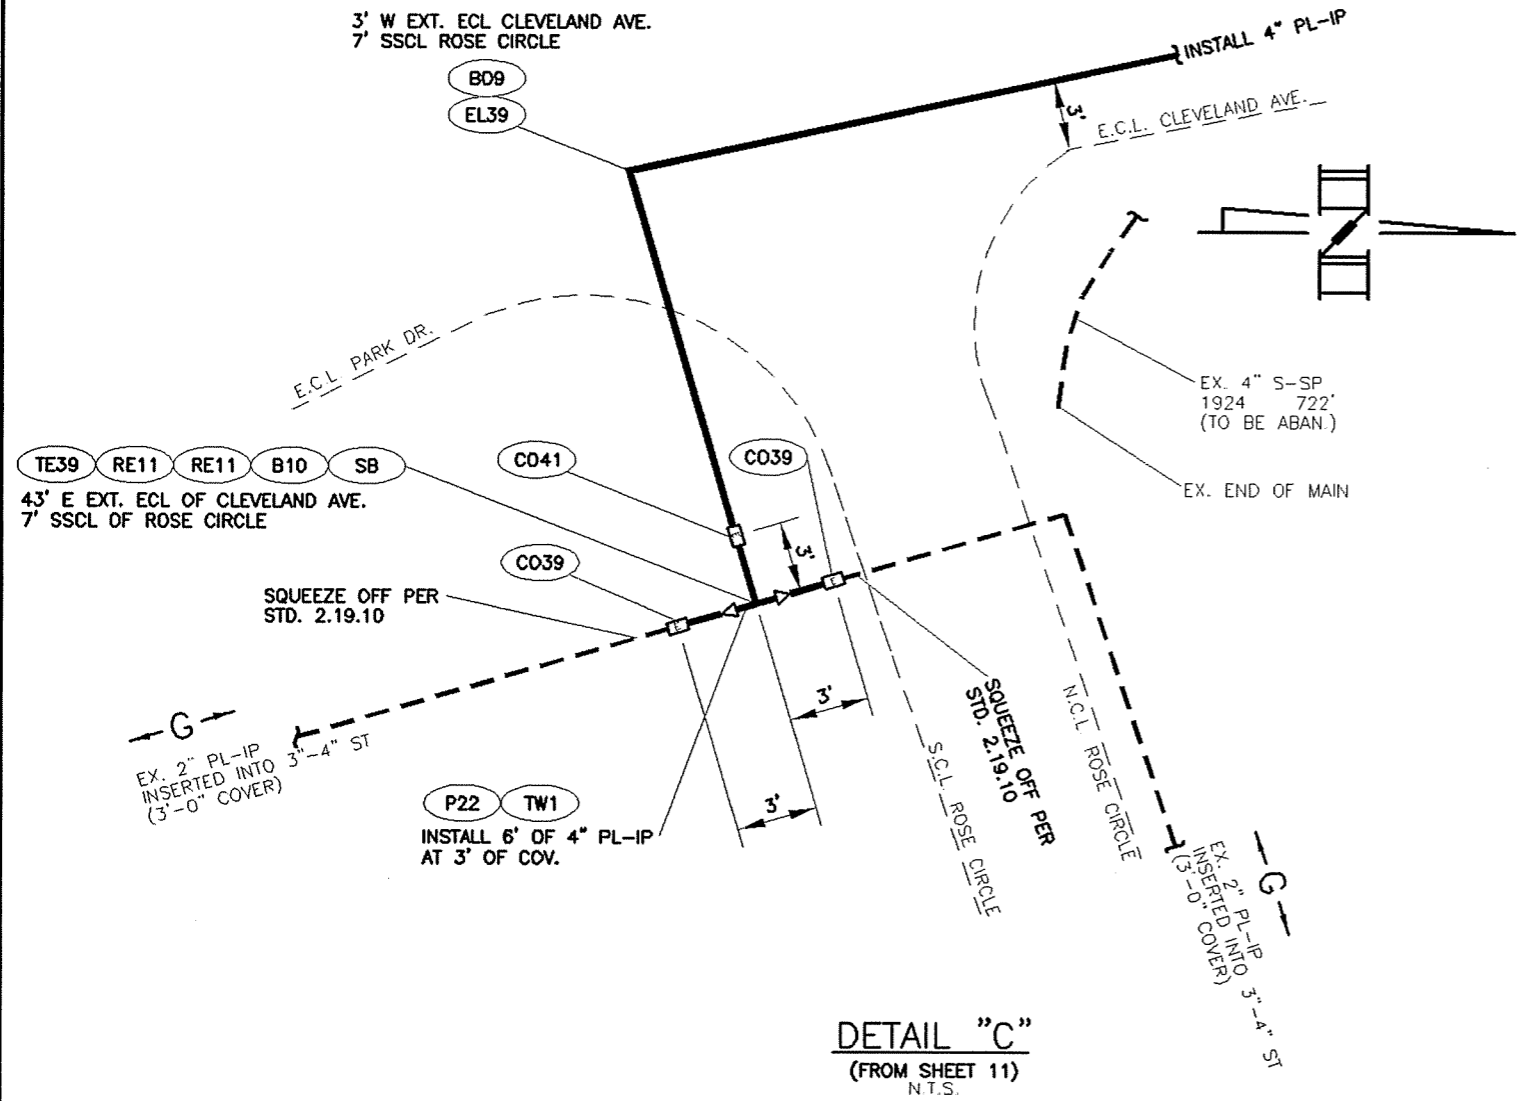 3' W EXT. ECL CLEVELAND AVE.
7' SSCL ROSE CIRCLE
BD9
EL39
INSTALL 4" PL-IP
3'
E.C.L. CLEVELAND AVE.
E.C.L. PARK DR.
EX. 4" S-SP
1924 722'
(TO BE ABAN.)
EX. END OF MAIN
TE39 RE11 RE11 B10 SB
43' E EXT. ECL OF CLEVELAND AVE.
7' SSCL OF ROSE CIRCLE
CO41
CO39
3'
CO39
E
E
E
SQUEEZE OFF PER
STD. 2.19.10
SQUEEZE OFF PER
STD. 2.19.10
3'
3'
G
EX. 2" PL-IP
INSERTED INTO 3"-4" ST
(3'-0" COVER)
P22 TW1
INSTALL 6' OF 4" PL-IP
AT 3' OF COV.
S.C.L. ROSE CIRCLE
N.C.L. ROSE CIRCLE
G
EX. 2" PL-IP
INSERTED INTO 3"-4" ST
(3'-0" COVER)
DETAIL "C"
(FROM SHEET 11)
N.T.S.